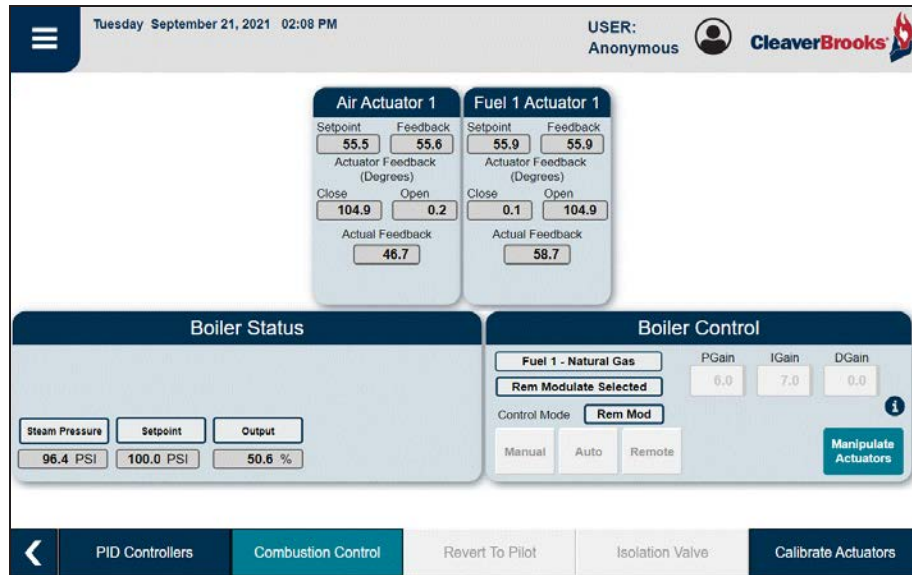 Tuesday September 21, 2021 02:08 PM
USER:
Anonymous
CleaverBrooks
Air Actuator 1
Setpoint Feedback
55.5 55.6
Actuator Feedback
(Degrees)
Close Open
104.9 0.2
Actual Feedback
46.7
Fuel 1 Actuator 1
Setpoint Feedback
55.9 55.9
Actuator Feedback
(Degrees)
Close Open
0.1 104.9
Actual Feedback
58.7
Boiler Status
Steam Pressure Setpoint Output
96.4 PSI 100.0 PSI 50.6 %
Boiler Control
Fuel 1 - Natural Gas
Rem Modulate Selected
Control Mode Rem Mod
Manual Auto Remote
PGain IGain DGain
6.0 7.0 0.0
i
Manipulate
Actuators
PID Controllers Combustion Control Revert To Pilot Isolation Valve Calibrate Actuators